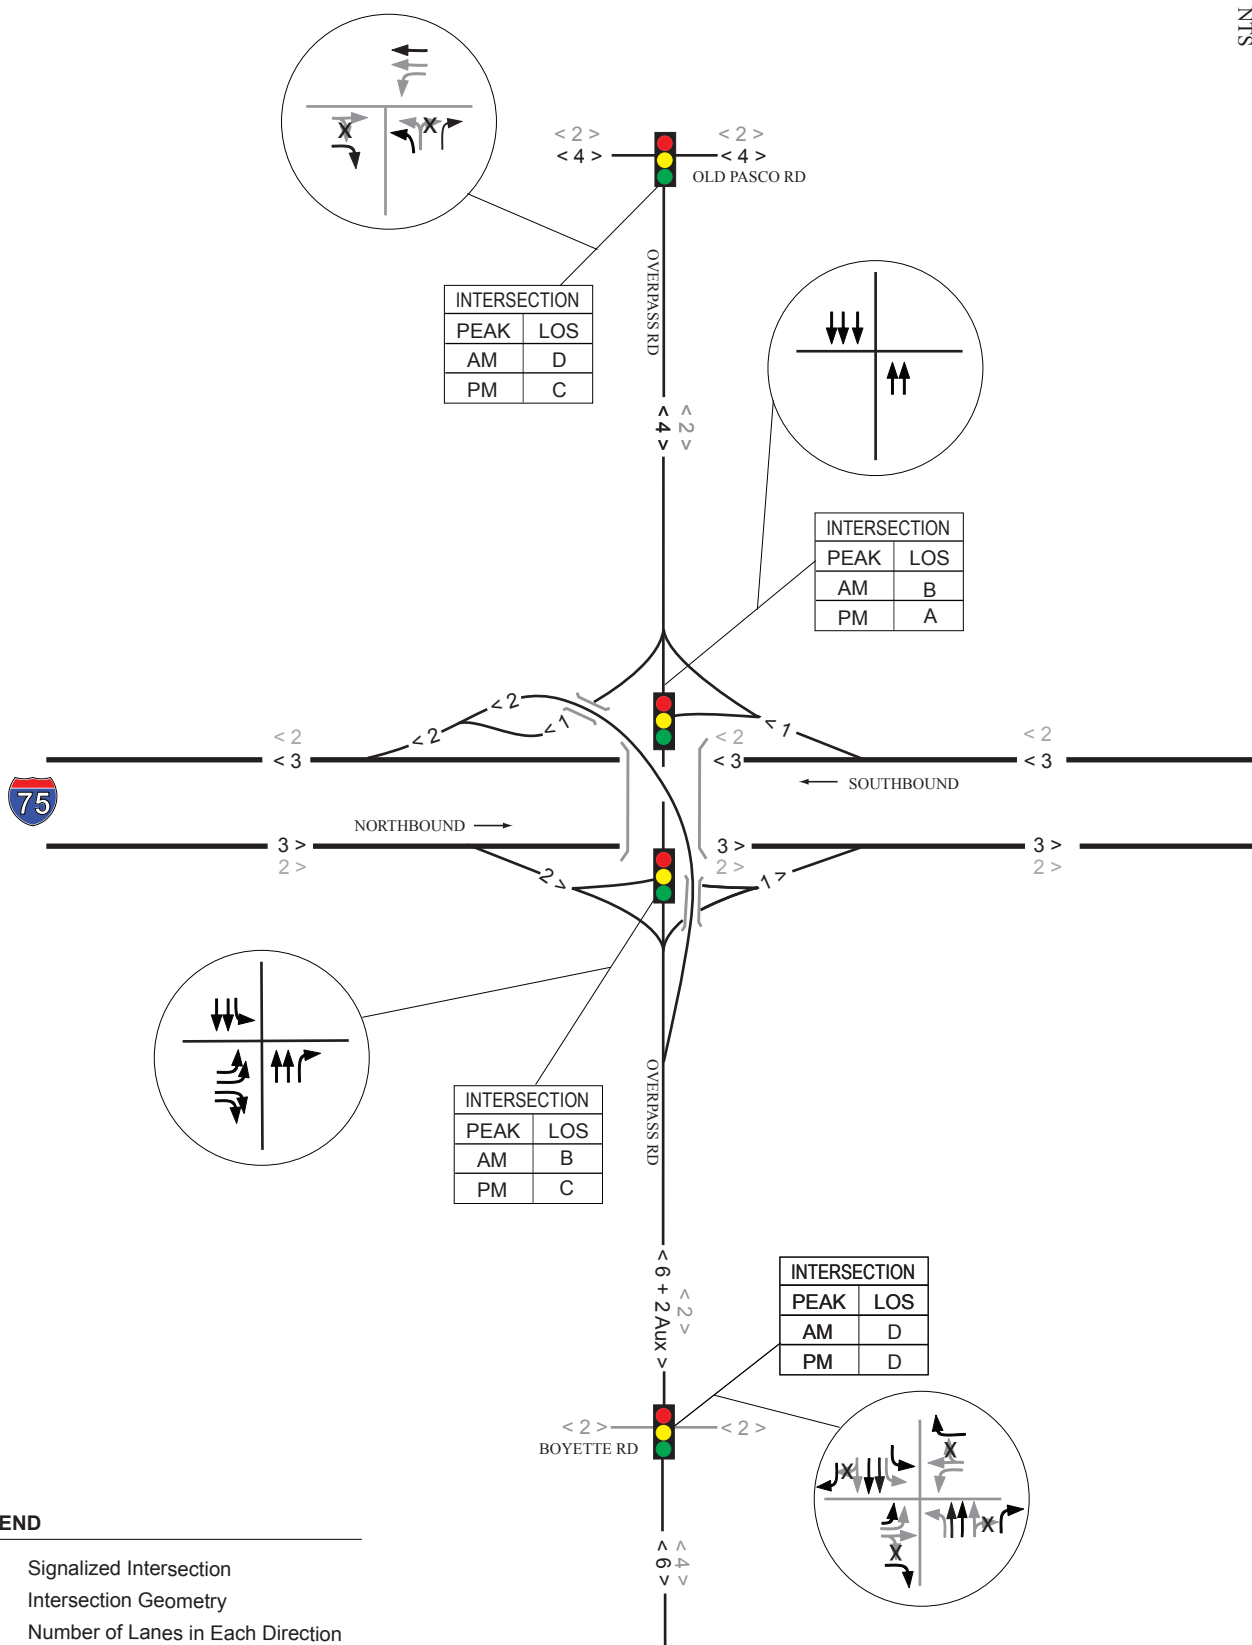 NTS
< 2 >
< 2 >
< 4 >
< 4 >
OLD PASCO RD
X
X
OVERPASS RD
INTERSECTION
PEAK LOS
AM D
PM C
< 4 >
< 2 >
INTERSECTION
PEAK LOS
AM B
PM A
< 2
< 1
< 2
< 1
< 2
< 3
< 2
< 3
< 2
< 3
SOUTHBOUND
75
NORTHBOUND
3 >
2 >
3 >
2 >
3 >
2 >
2 >
1 >
OVERPASS RD
INTERSECTION
PEAK LOS
AM B
PM C
< 6 + 2 Aux >
< 2 >
INTERSECTION
PEAK LOS
AM D
PM D
< 2 >
< 2 >
BOYETTE RD
X
X
X
X
< 6 >
< 4 >
END
Signalized Intersection
Intersection Geometry
Number of Lanes in Each Direction